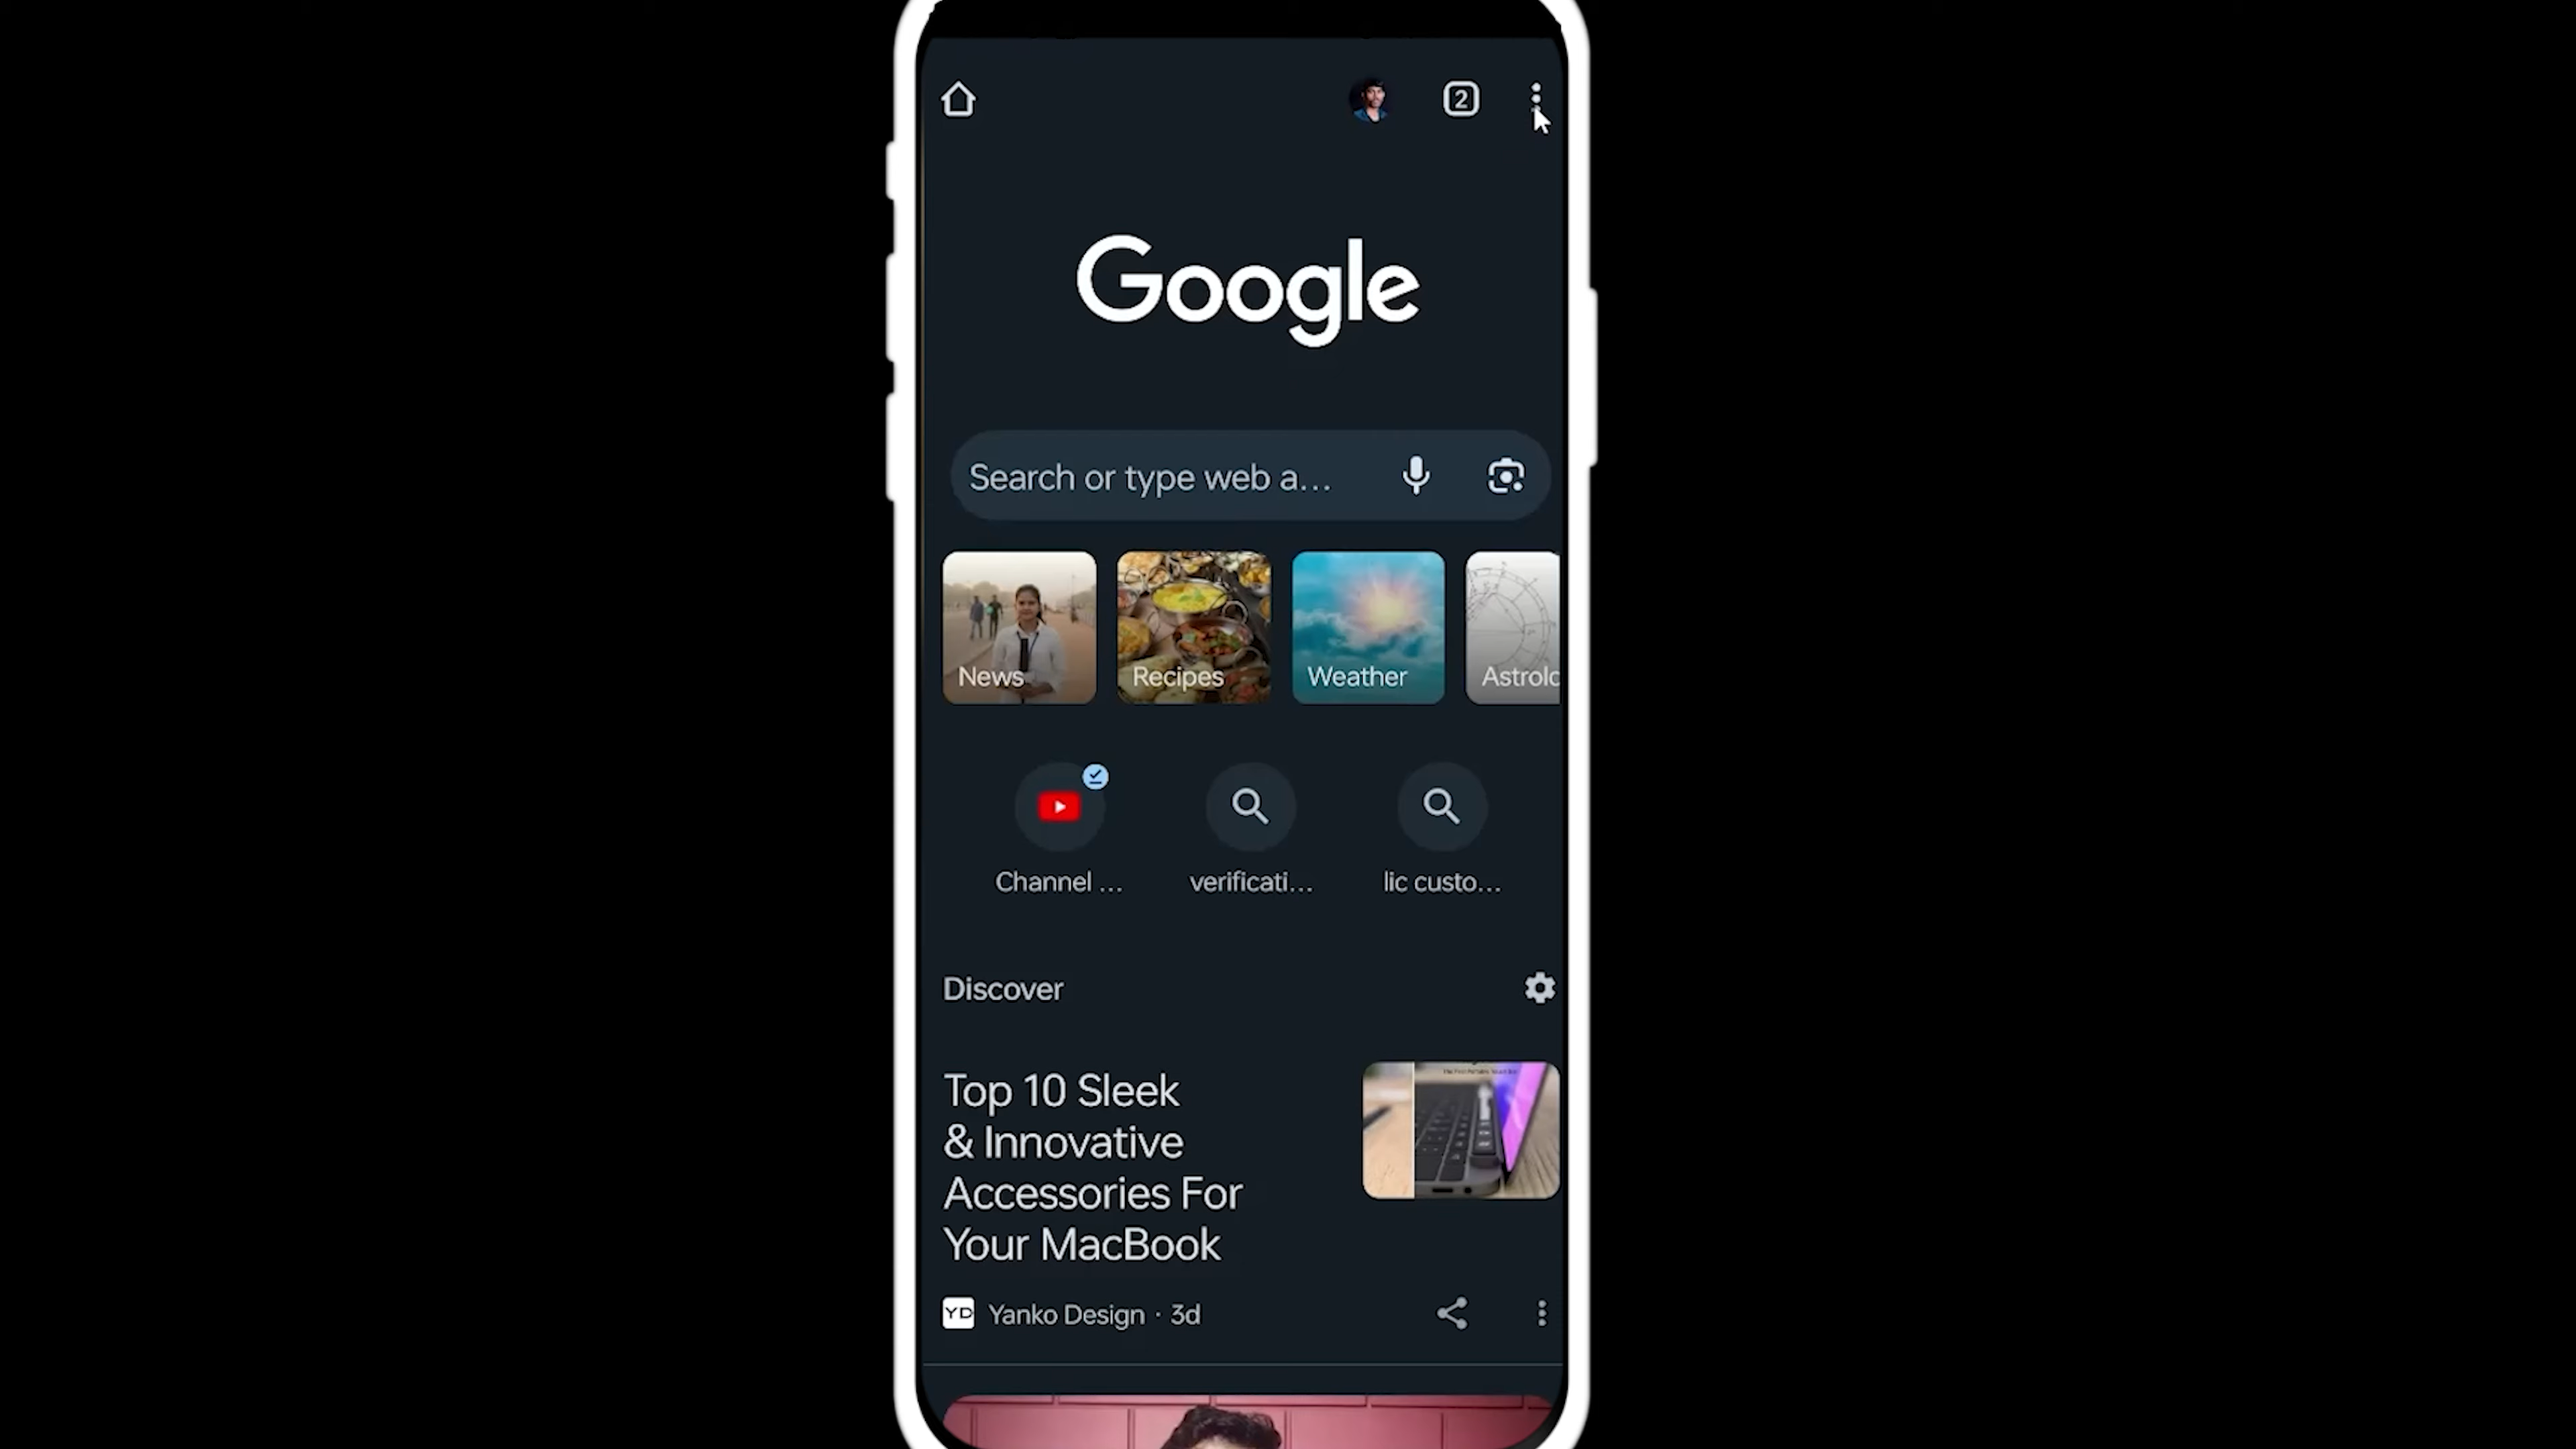 2
Google
Search or type web a...
News
Recipes
Weather
Astrolo
Channel ...
verificati...
lic custo...
Discover
Top 10 Sleek
& Innovative
Accessories For
Your MacBook
YD
Yanko Design · 3d